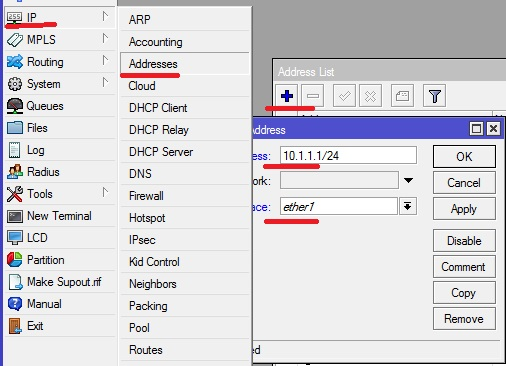 IP
MPLS
Routing
System
Queues
Files
Log
Radius
Tools
New Terminal
LCD
Partition
Make Supout.rif
Manual
Exit
ARP
Accounting
Addresses
Cloud
DHCP Client
DHCP Relay
DHCP Server
DNS
Firewall
Hotspot
IPsec
Kid Control
Neighbors
Packing
Pool
Routes
Address List
Address
ess: 10.1.1.1/24
ork:
ace: ether1
OK
Cancel
Apply
Disable
Comment
Copy
Remove
ed